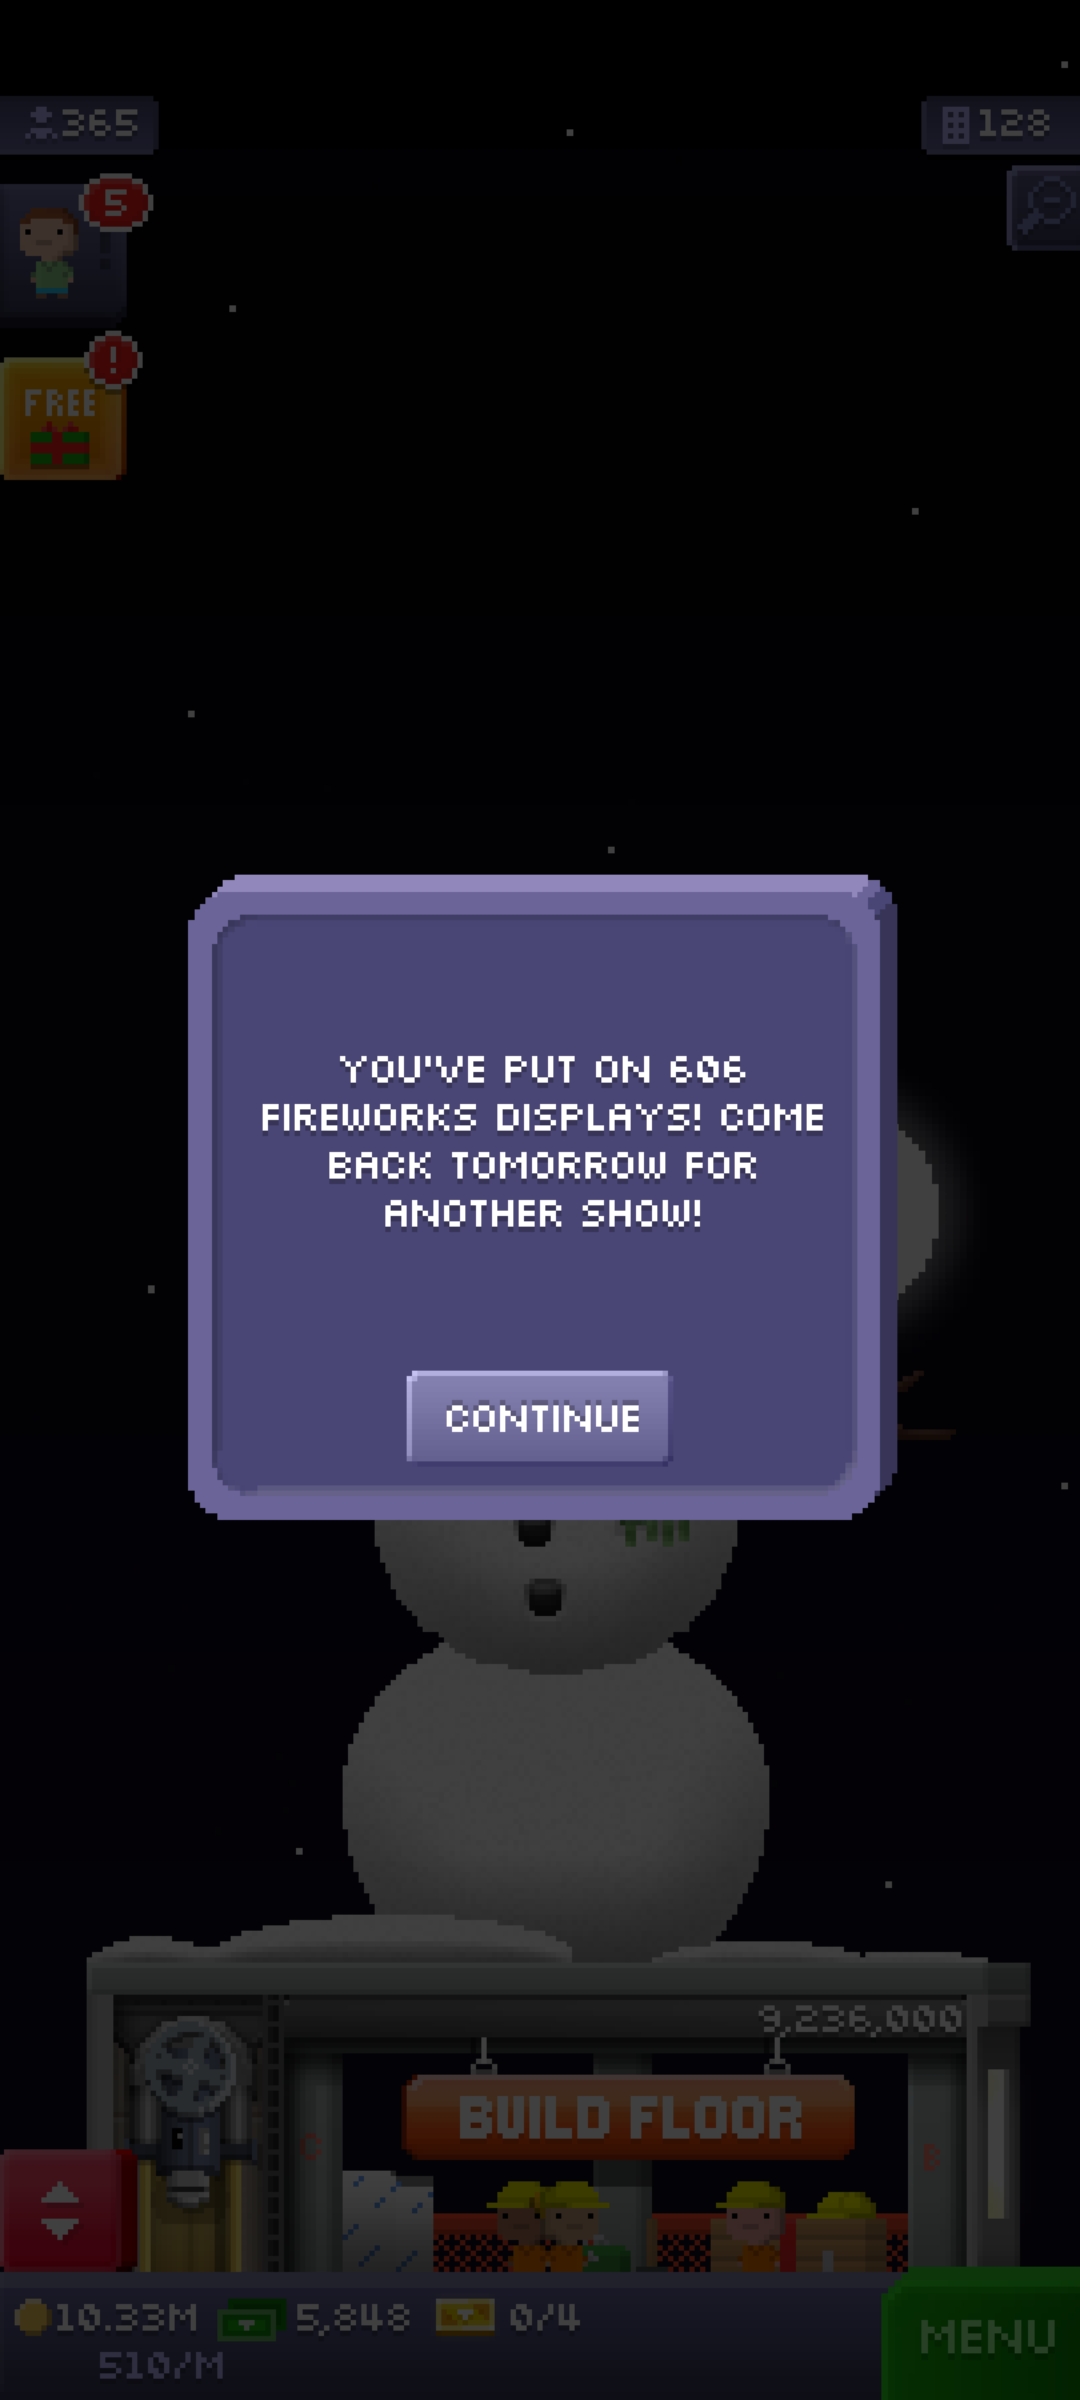 365
128
5
!
FREE
YOU'VE PUT ON 606
FIREWORKS DISPLAYS! COME
BACK TOMORROW FOR
ANOTHER SHOW!
CONTINUE
9,236,000
BUILD FLOOR
C
B
10.33M 5,848 0/4
510/M
MENU